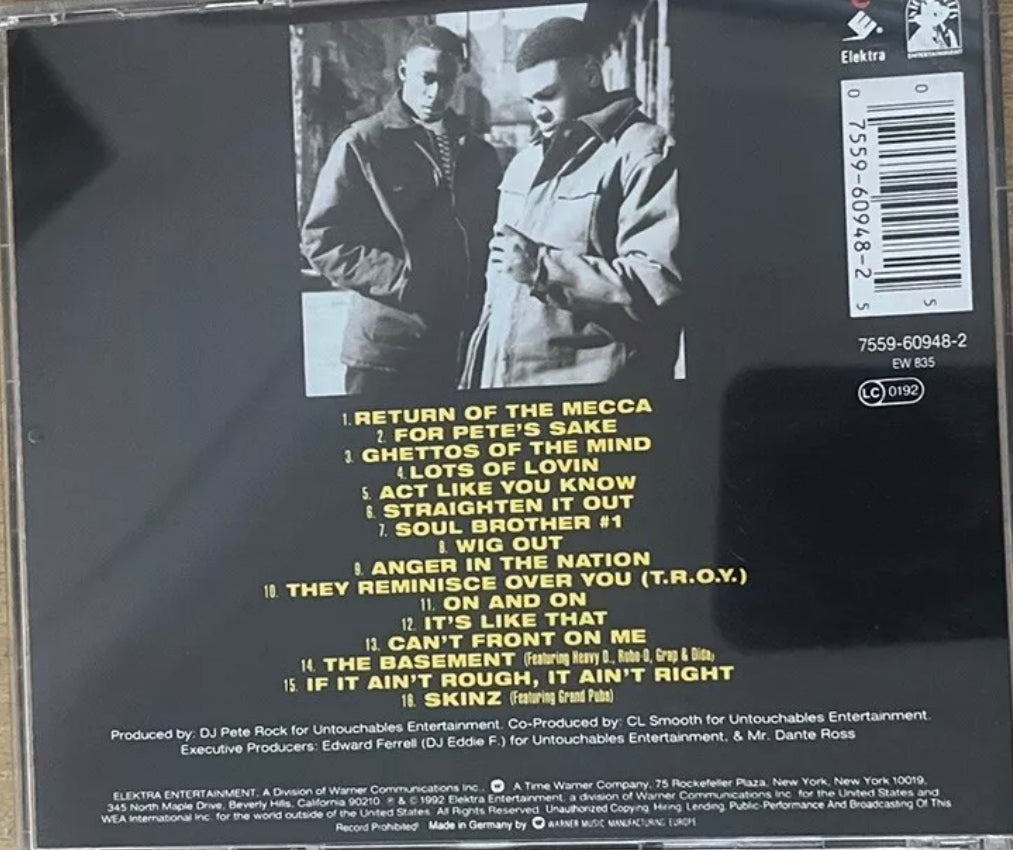 Elektra
ENTERTAINMENT
0 7559-60948-2 5
0
5
7559-60948-2
EW 835
LC 0192
1. RETURN OF THE MECCA
2. FOR PETE'S SAKE
3. GHETTOS OF THE MIND
4. LOTS OF LOVIN
5. ACT LIKE YOU KNOW
6. STRAIGHTEN IT OUT
7. SOUL BROTHER #1
8. WIG OUT
9. ANGER IN THE NATION
10. THEY REMINISCE OVER YOU (T.R.O.Y.)
11. ON AND ON
12. IT'S LIKE THAT
13. CAN'T FRONT ON ME
14. THE BASEMENT (Featuring Heavy D., Robo-O, Grap & Dida)
15. IF IT AIN'T ROUGH, IT AIN'T RIGHT
16. SKINZ (Featuring Grand Puba)
Produced by: DJ Pete Rock for Untouchables Entertainment. Co-Produced by: CL Smooth for Untouchables Entertainment.
Executive Producers: Edward Ferrell (DJ Eddie F.) for Untouchables Entertainment, & Mr. Dante Ross
ELEKTRA ENTERTAINMENT, A Division of Warner Communications Inc., A Time Warner Company, 75 Rockefeller Plaza, New York, New York 10019,
345 North Maple Drive, Beverly Hills, California 90210 ℗ & © 1992 Elektra Entertainment, a division of Warner Communications Inc. for the United States and
WEA International Inc. for the world outside of the United States. All Rights Reserved. Unauthorized Copying, Hiring, Lending, Public-Performance And Broadcasting Of This
Record Prohibited! Made in Germany by WARNER MUSIC MANUFACTURING EUROPE